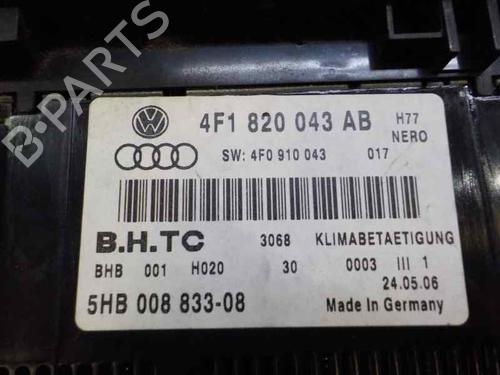 B-PARTS
4F1 820 043 AB H77
NERO
SW: 4F0 910 043 017
B.H.TC 3068 KLIMABETAETIGUNG
BHB 001 H020 30 0003 III 1
24.05.06
5HB 008 833-08 Made in Germany